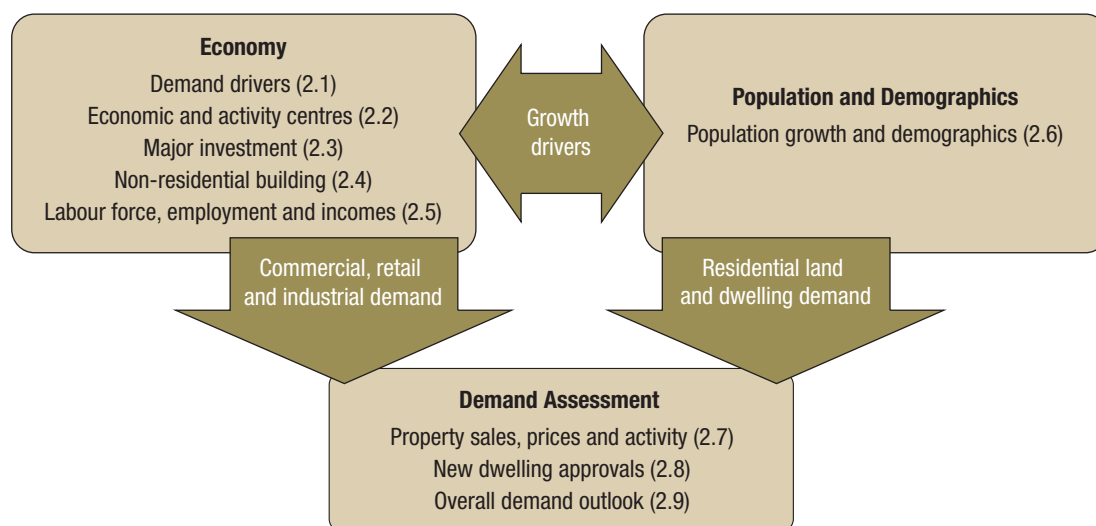 Economy
Demand drivers (2.1)
Economic and activity centres (2.2)
Major investment (2.3)
Non-residential building (2.4)
Labour force, employment and incomes (2.5)
Growth
drivers
Population and Demographics
Population growth and demographics (2.6)
Commercial, retail
and industrial demand
Residential land
and dwelling demand
Demand Assessment
Property sales, prices and activity (2.7)
New dwelling approvals (2.8)
Overall demand outlook (2.9)